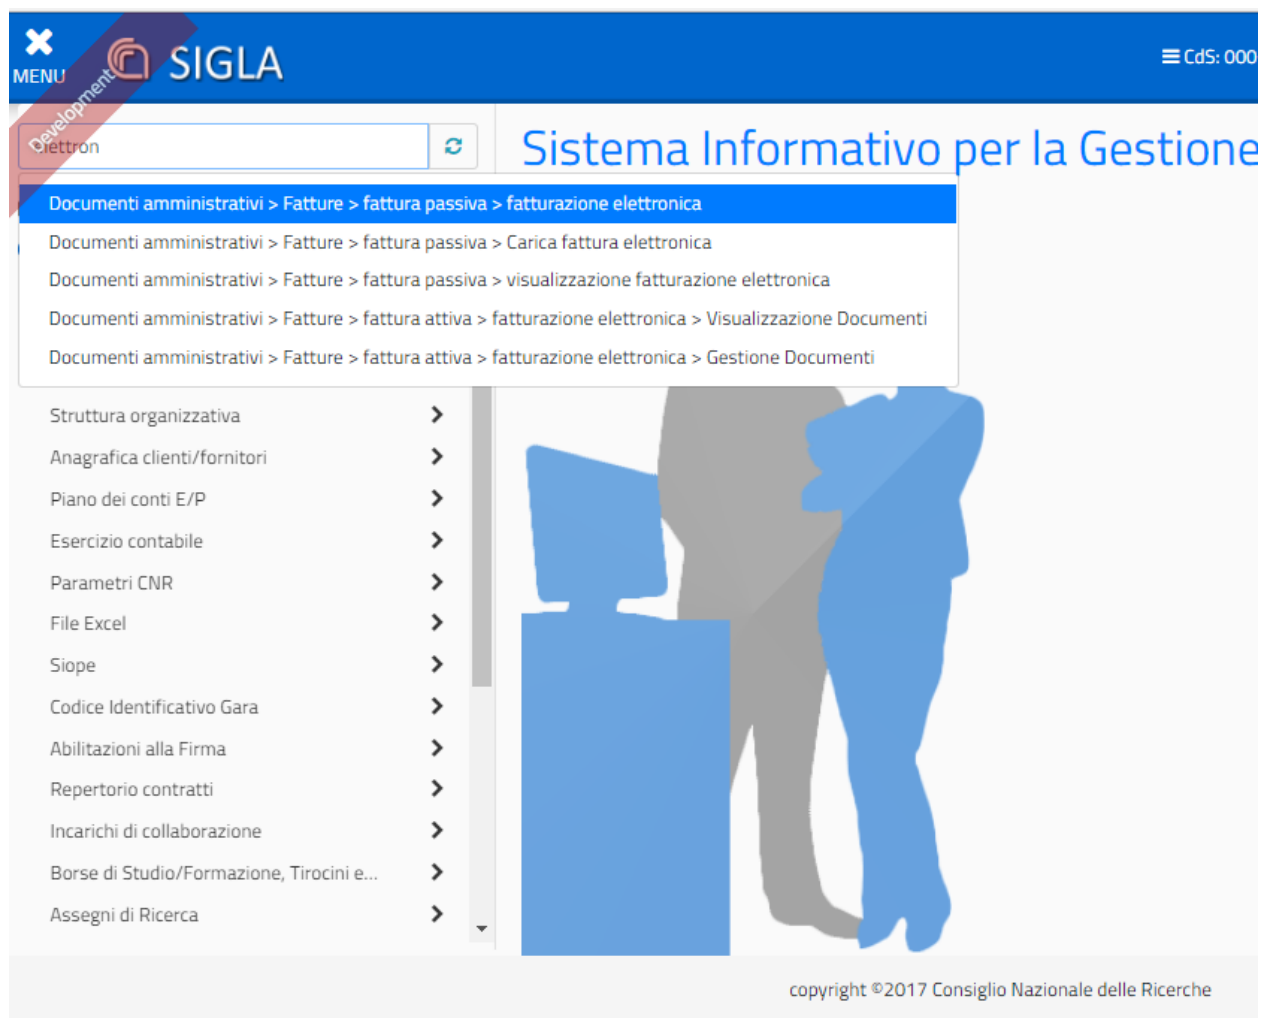 MENU
SIGLA
CdS: 000
Development
elettron
Sistema Informativo per la Gestione
Documenti amministrativi > Fatture > fattura passiva > fatturazione elettronica
Documenti amministrativi > Fatture > fattura passiva > Carica fattura elettronica
Documenti amministrativi > Fatture > fattura passiva > visualizzazione fatturazione elettronica
Documenti amministrativi > Fatture > fattura attiva > fatturazione elettronica > Visualizzazione Documenti
Documenti amministrativi > Fatture > fattura attiva > fatturazione elettronica > Gestione Documenti
Struttura organizzativa
Anagrafica clienti/fornitori
Piano dei conti E/P
Esercizio contabile
Parametri CNR
File Excel
Siope
Codice Identificativo Gara
Abilitazioni alla Firma
Repertorio contratti
Incarichi di collaborazione
Borse di Studio/Formazione, Tirocini e...
Assegni di Ricerca
copyright ©2017 Consiglio Nazionale delle Ricerche